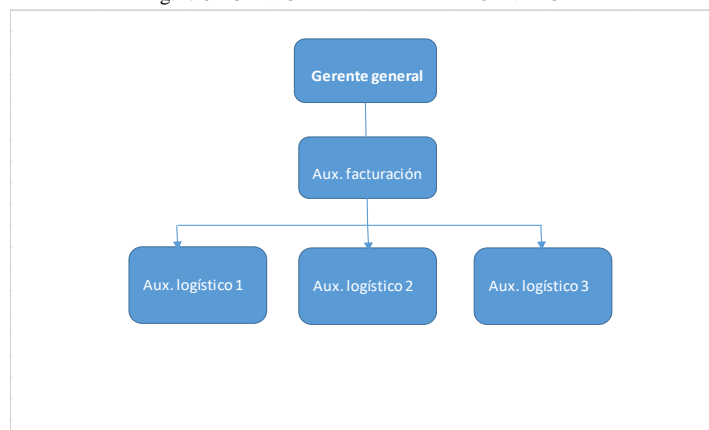 Gerente general
Aux. facturación
Aux. logístico 1
Aux. logístico 2
Aux. logístico 3